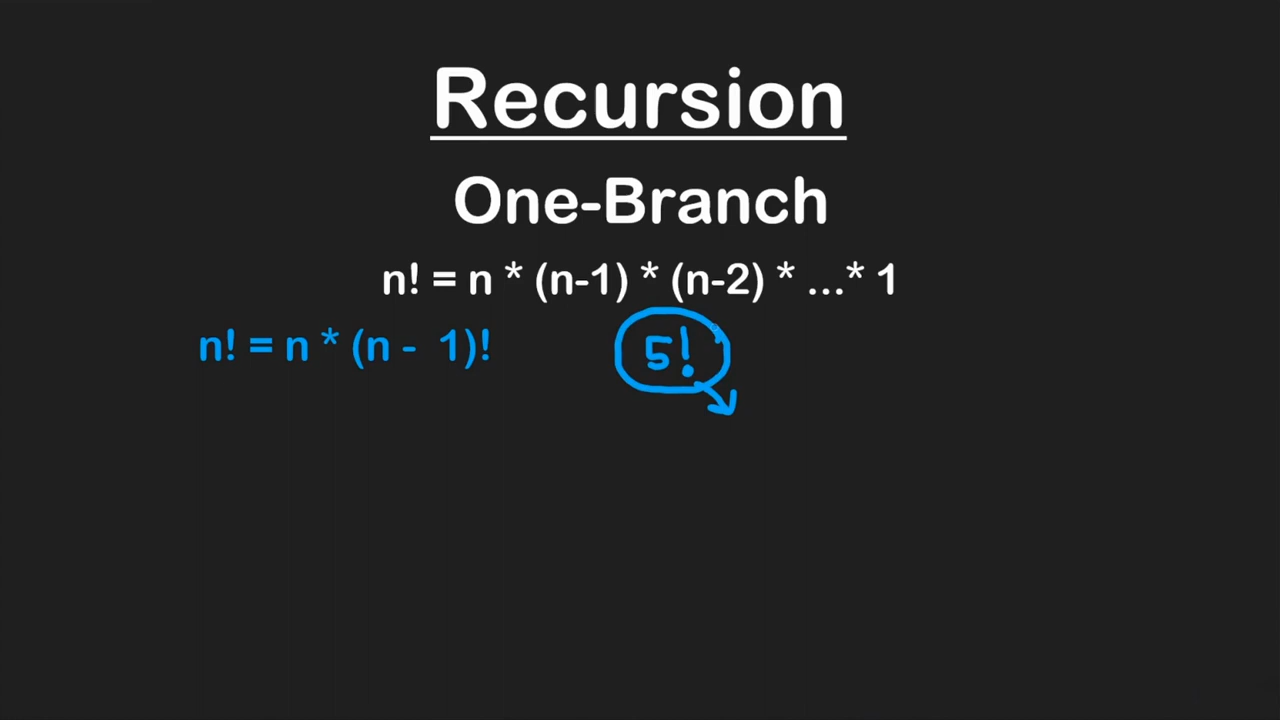 Recursion
One-Branch
n! = n * (n-1) * (n-2) * ...* 1
n! = n * (n - 1)!
5!